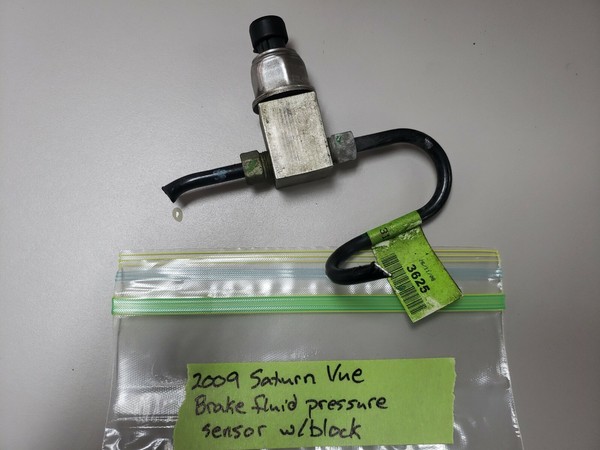 3625
2009 Saturn Vue
Brake fluid pressure
sensor w/block